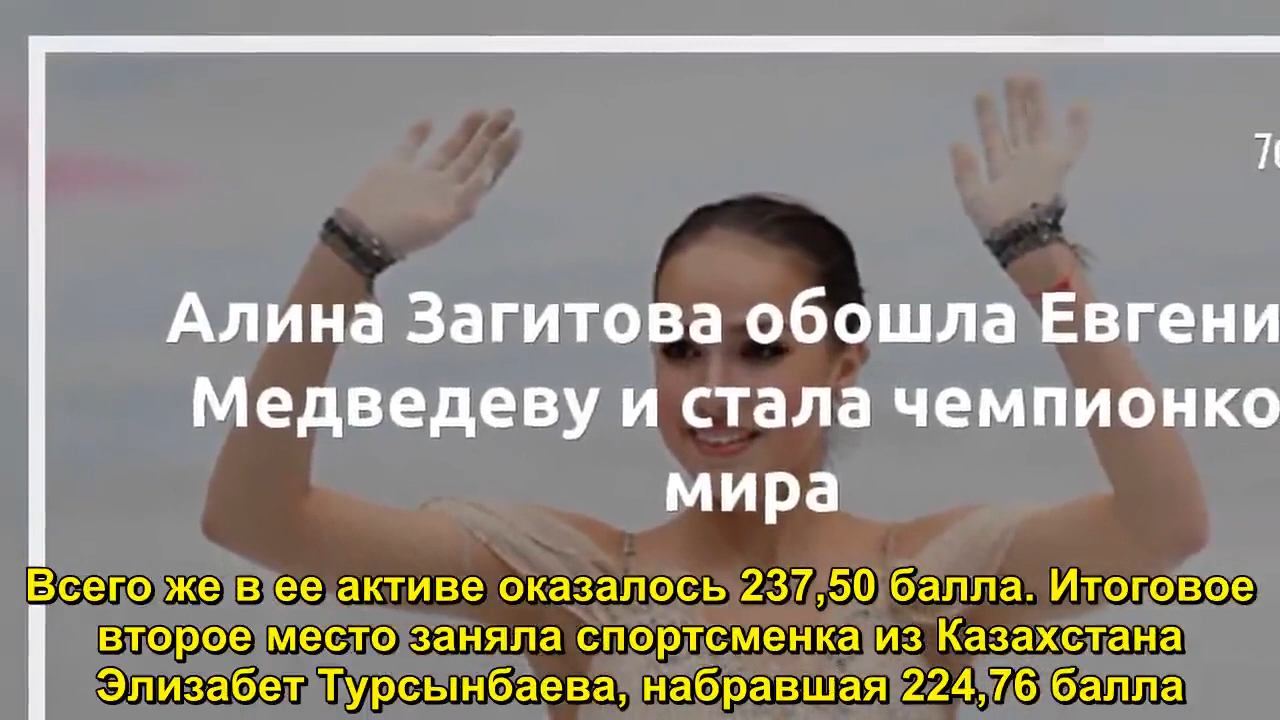 Алина Загитова обошла Евгени
Медведеву и стала чемпионко
мира
Всего же в ее активе оказалось 237,50 балла. Итоговое
второе место заняла спортсменка из Казахстана
Элизабет Турсынбаева, набравшая 224,76 балла